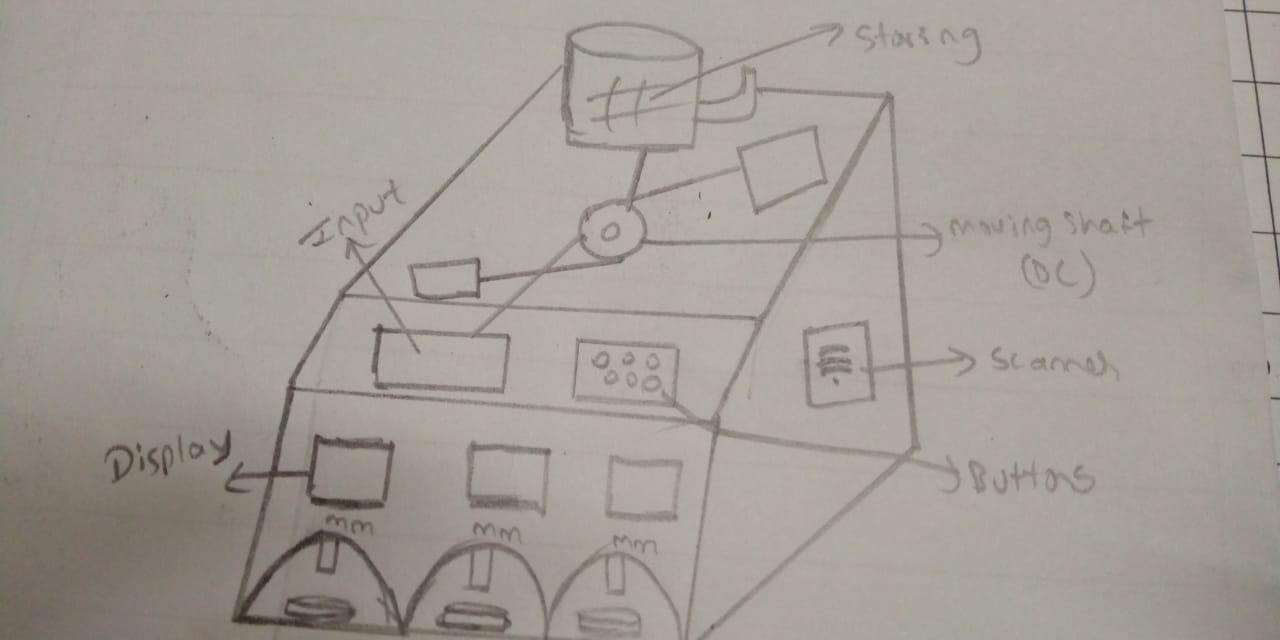 Storing
Input
moving shaft
(DC)
Scanner
Display
Buttons
mm
mm
mm